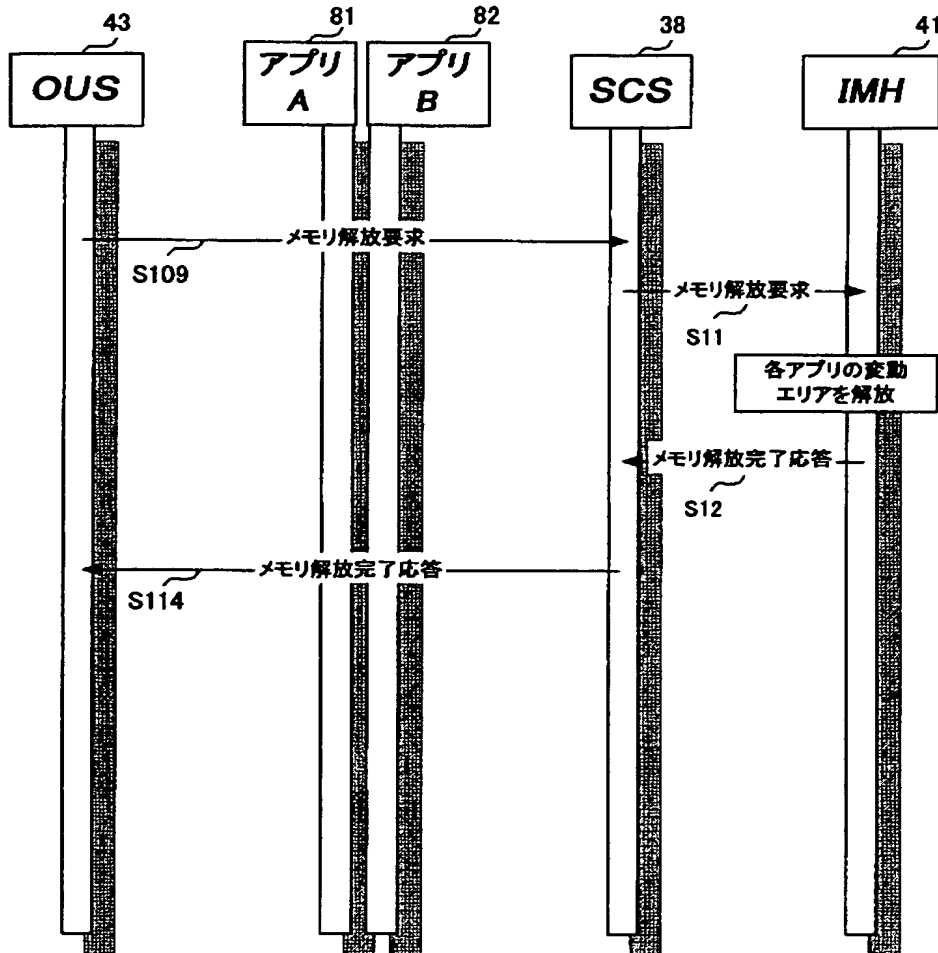 43
81
82
38
41
OUS
アプリ
A
アプリ
B
SCS
IMH
メモリ解放要求
S109
メモリ解放要求
S11
各アプリの変動
エリアを解放
メモリ解放完了応答
S12
メモリ解放完了応答
S114